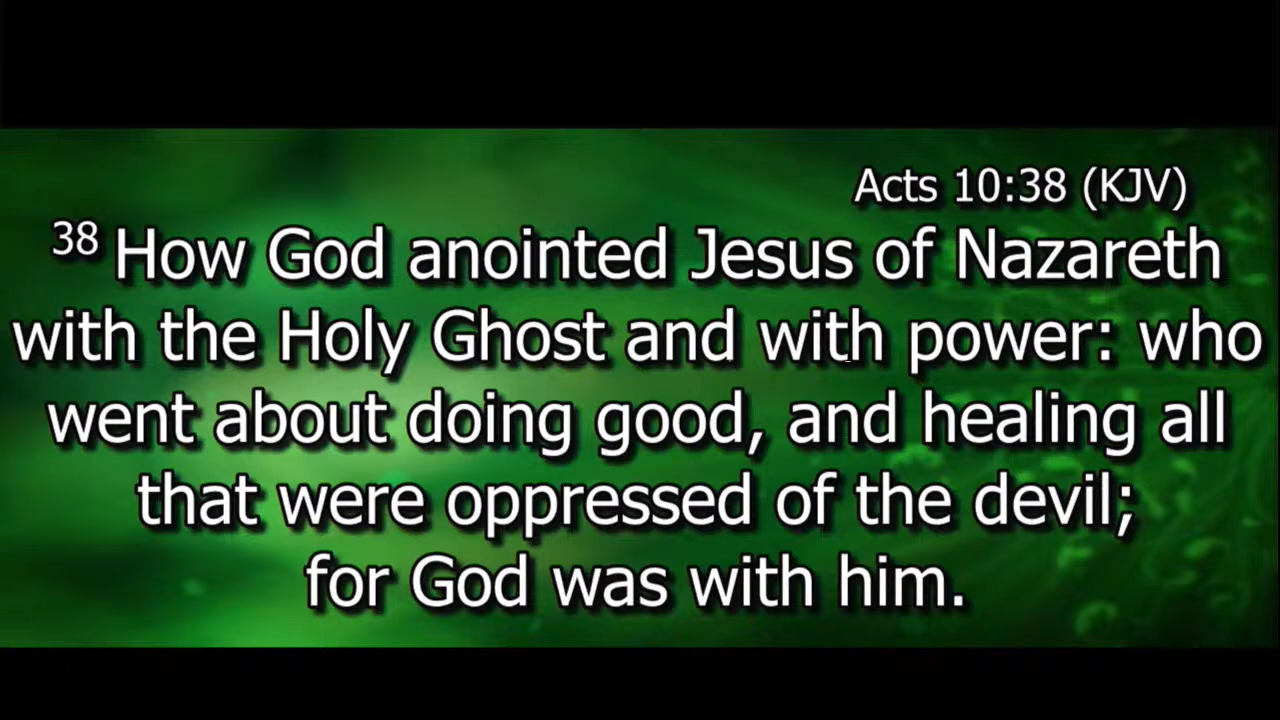 Acts 10:38 (KJV)
38 How God anointed Jesus of Nazareth
with the Holy Ghost and with power: who
went about doing good, and healing all
that were oppressed of the devil;
for God was with him.